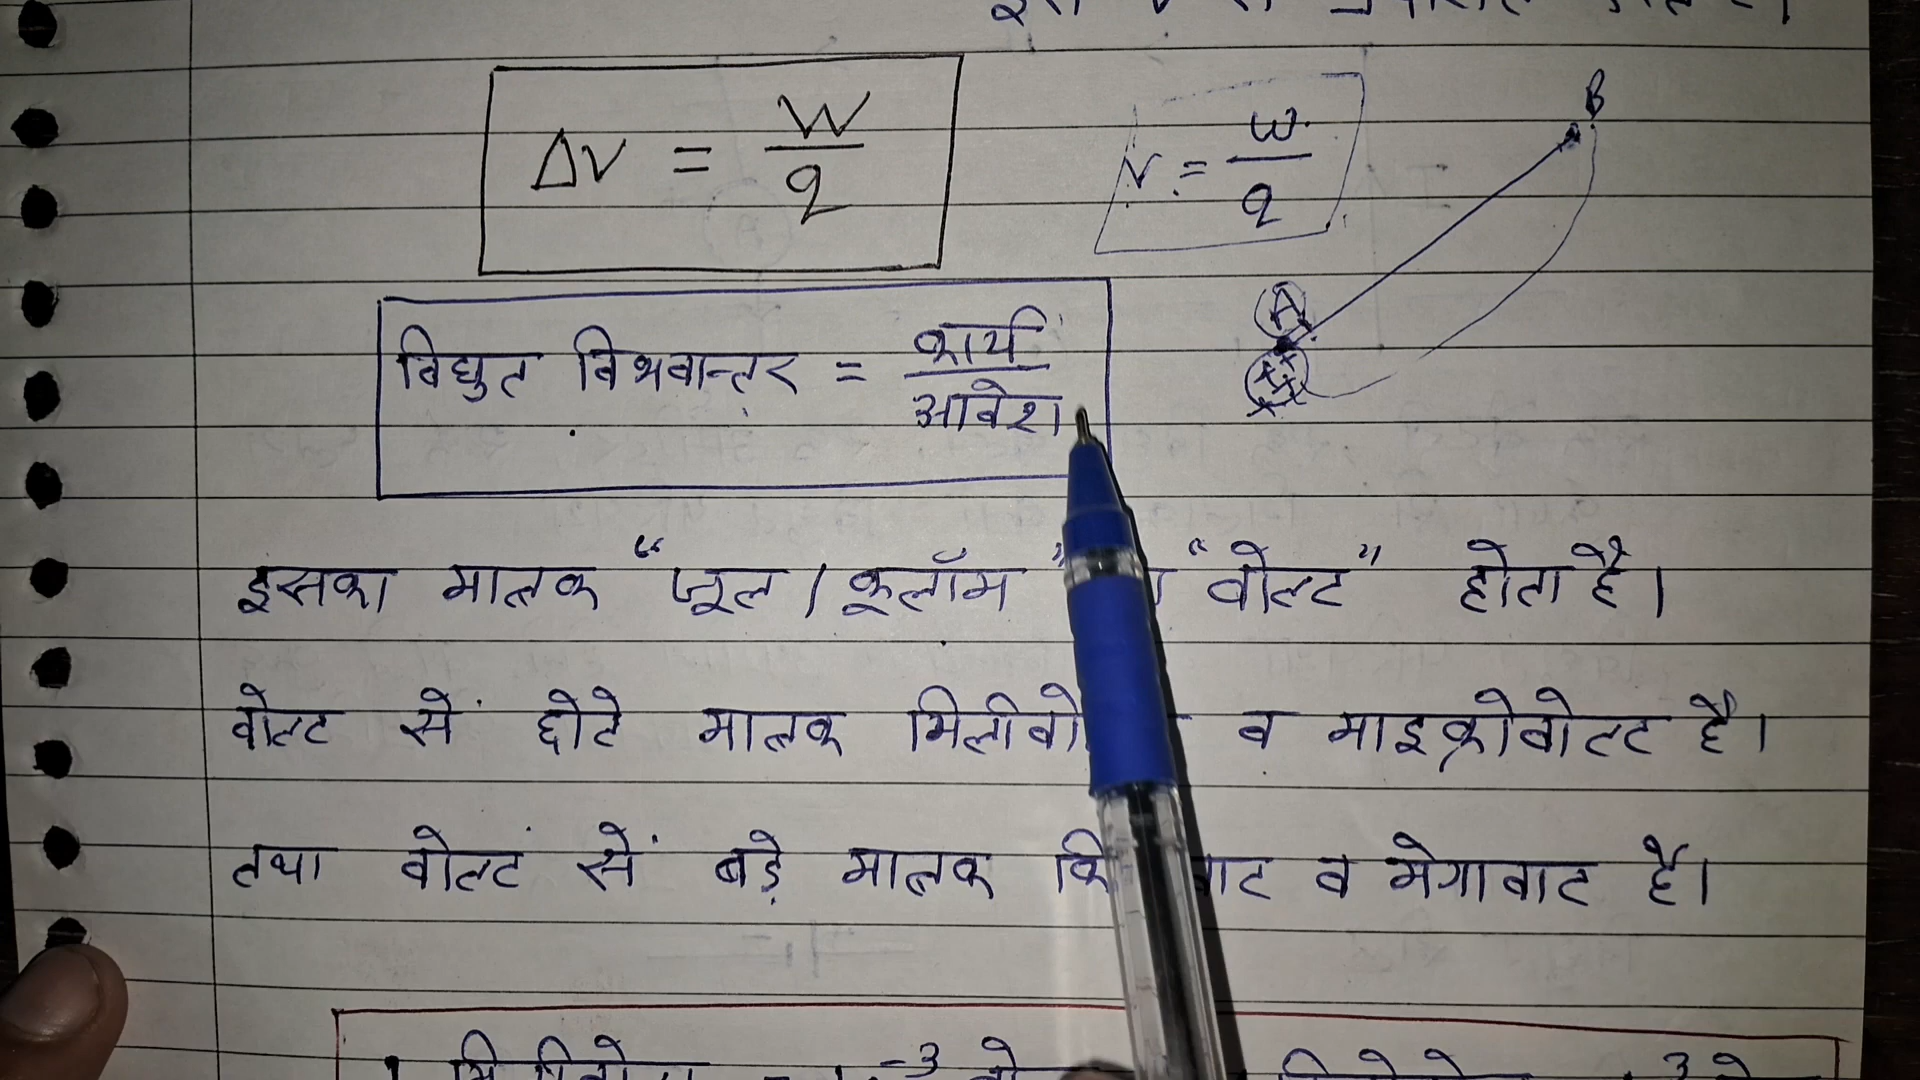 ΔV = W/q
V = W/q
B
A
विद्युत विभवान्तर = कार्य/आवेश
इसका मात्रक “जूल / कूलॉम” “वोल्ट” होता है।
वोल्ट सें छोटे मात्रक व माइक्रोवोल्ट है।
तथा वोल्ट सें बड़े मात्रक व मेगावाट है।